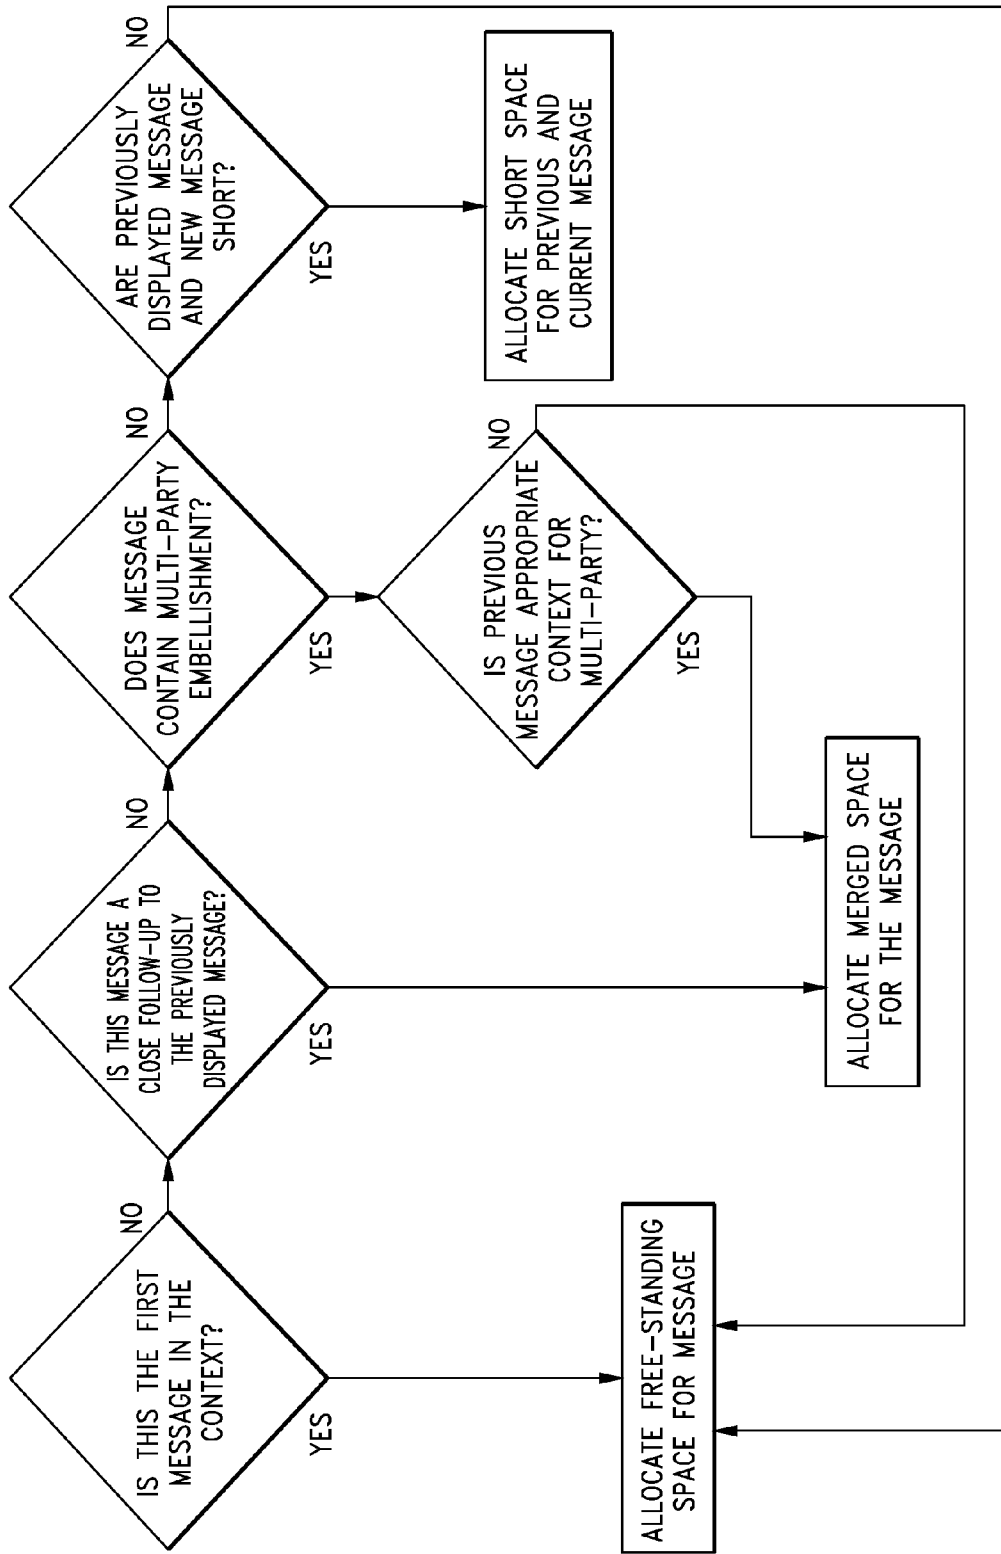 IS THIS THE FIRST
MESSAGE IN THE
CONTEXT?
NO
YES
IS THIS MESSAGE A
CLOSE FOLLOW-UP TO
THE PREVIOUSLY
DISPLAYED MESSAGE?
NO
YES
DOES MESSAGE
CONTAIN MULTI-PARTY
EMBELLISHMENT?
NO
YES
ARE PREVIOUSLY
DISPLAYED MESSAGE
AND NEW MESSAGE
SHORT?
NO
YES
IS PREVIOUS
MESSAGE APPROPRIATE
CONTEXT FOR
MULTI-PARTY?
NO
YES
ALLOCATE SHORT SPACE
FOR PREVIOUS AND
CURRENT MESSAGE
ALLOCATE FREE-STANDING
SPACE FOR MESSAGE
ALLOCATE MERGED SPACE
FOR THE MESSAGE